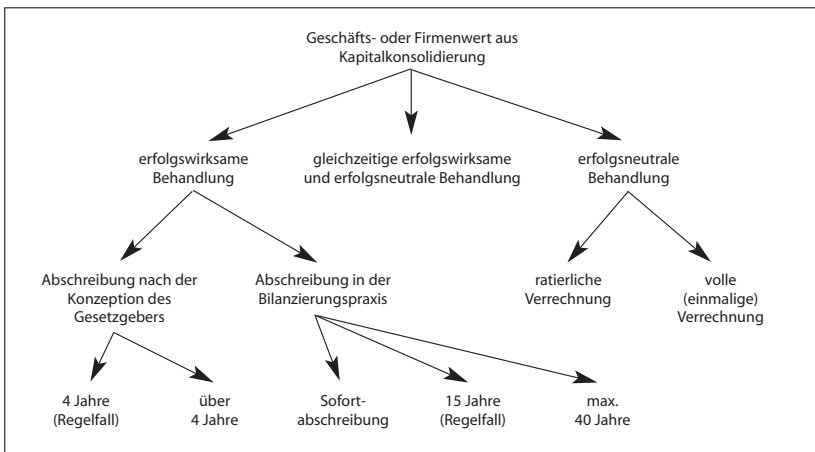 Geschäfts- oder Firmenwert aus
Kapitalkonsolidierung
erfolgswirksame
Behandlung
gleichzeitige erfolgswirksame
und erfolgsneutrale Behandlung
erfolgsneutrale
Behandlung
Abschreibung nach der
Konzeption des
Gesetzgebers
Abschreibung in der
Bilanzierungspraxis
ratierliche
Verrechnung
volle
(einmalige)
Verrechnung
4 Jahre
(Regelfall)
über
4 Jahre
Sofort-
abschreibung
15 Jahre
(Regelfall)
max.
40 Jahre